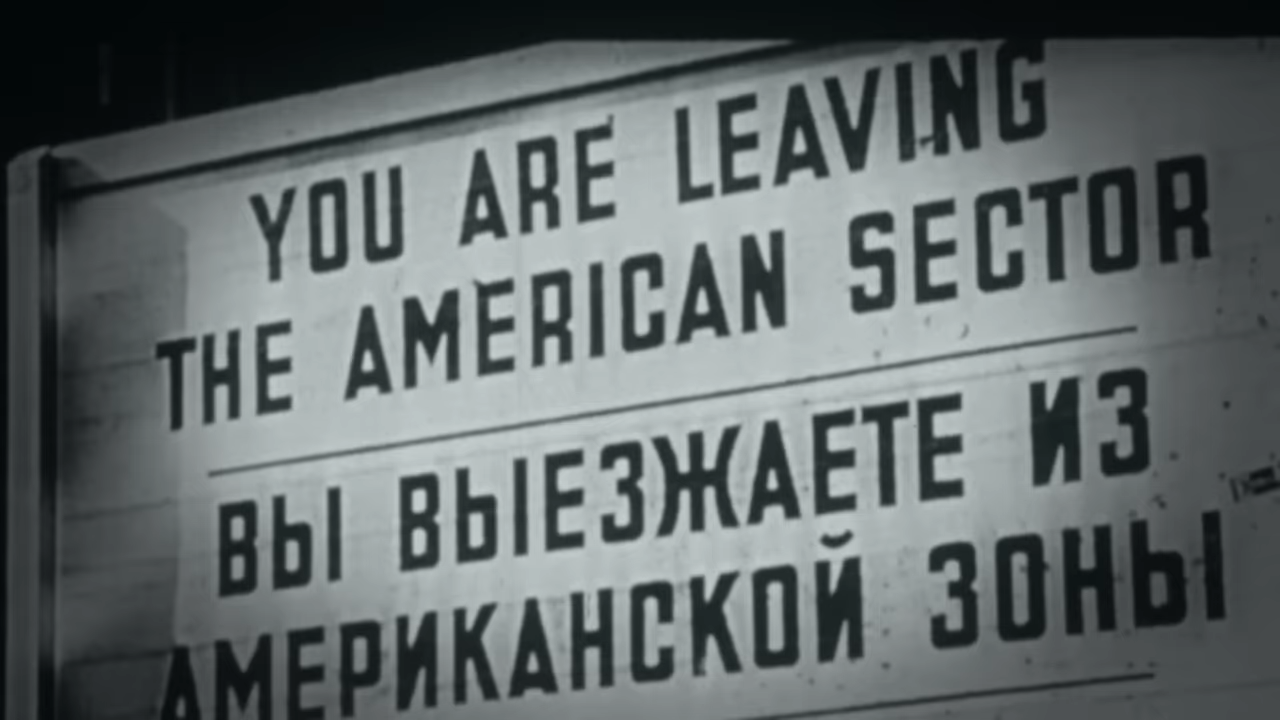 YOU ARE LEAVING
THE AMERICAN SECTOR
ВЫ ВЫЕЗЖАЕТЕ ИЗ
АМЕРИКАНСКОЙ ЗОНЫ